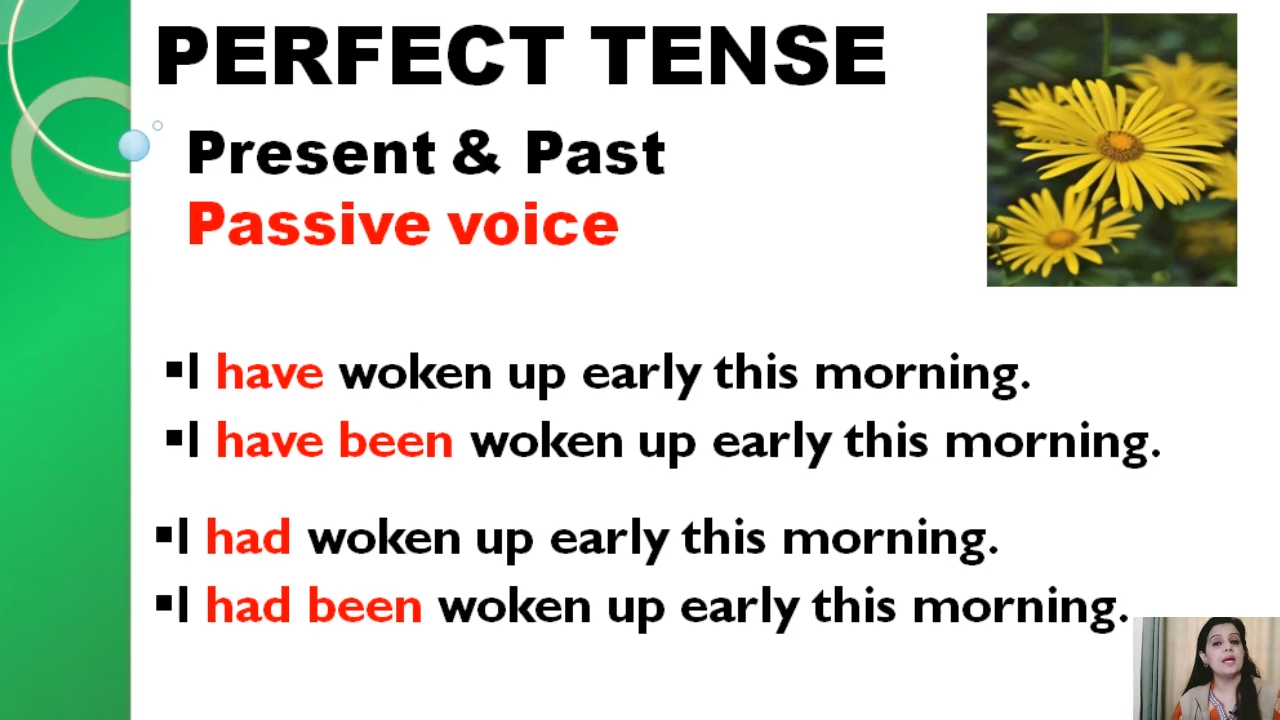 PERFECT TENSE
Present & Past
Passive voice
▪I have woken up early this morning.
▪I have been woken up early this morning.
▪I had woken up early this morning.
▪I had been woken up early this morning.